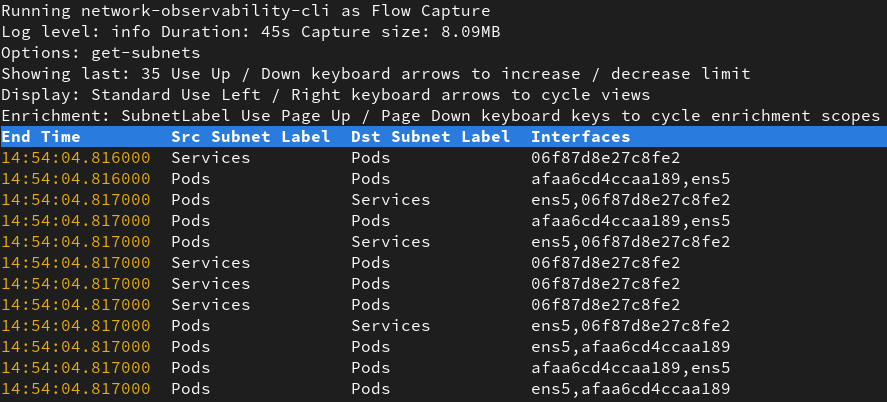 Running network-observability-cli as Flow Capture
Log level: info Duration: 45s Capture size: 8.09MB
Options: get-subnets
Showing last: 35 Use Up / Down keyboard arrows to increase / decrease limit
Display: Standard Use Left / Right keyboard arrows to cycle views
Enrichment: SubnetLabel Use Page Up / Page Down keyboard keys to cycle enrichment scopes
End Time Src Subnet Label Dst Subnet Label Interfaces
14:54:04.816000 Services Pods 06f87d8e27c8fe2
14:54:04.816000 Pods Pods afaa6cd4ccaa189,ens5
14:54:04.817000 Pods Services ens5,06f87d8e27c8fe2
14:54:04.817000 Pods Pods afaa6cd4ccaa189,ens5
14:54:04.817000 Pods Services ens5,06f87d8e27c8fe2
14:54:04.817000 Services Pods 06f87d8e27c8fe2
14:54:04.817000 Services Pods 06f87d8e27c8fe2
14:54:04.817000 Services Pods 06f87d8e27c8fe2
14:54:04.817000 Pods Services ens5,06f87d8e27c8fe2
14:54:04.817000 Pods Pods ens5,afaa6cd4ccaa189
14:54:04.817000 Pods Pods afaa6cd4ccaa189,ens5
14:54:04.817000 Pods Pods ens5,afaa6cd4ccaa189